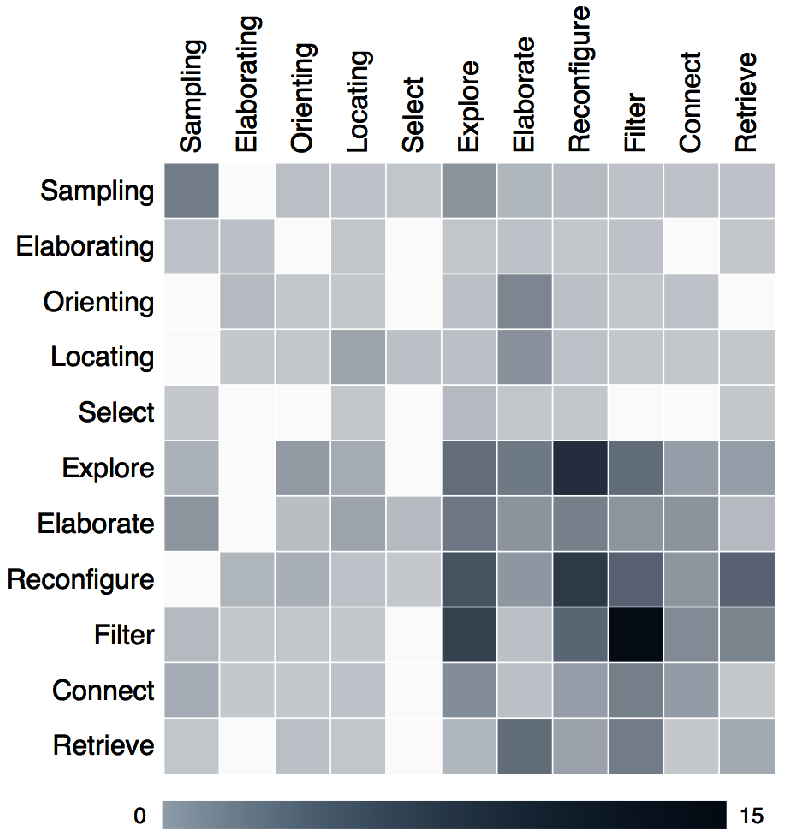 Sampling
Elaborating
Orienting
Locating
Select
Explore
Elaborate
Reconfigure
Filter
Connect
Retrieve
Sampling
Elaborating
Orienting
Locating
Select
Explore
Elaborate
Reconfigure
Filter
Connect
Retrieve
0 15